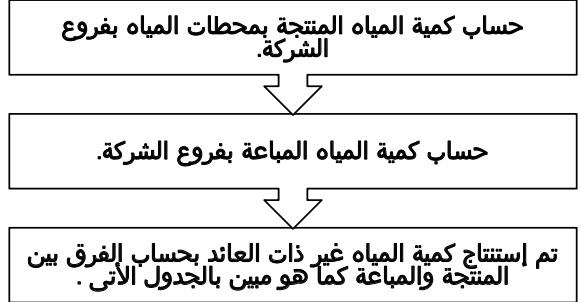 حساب كمية المياه المنتجة بمحطات المياه بفروع
الشركة.
حساب كمية المياه المباعة بفروع الشركة.
تم إستنتاج كمية المياه غير ذات العائد بحساب الفرق بين
المنتجة والمباعة كما هو مبين بالجدول الأتى .